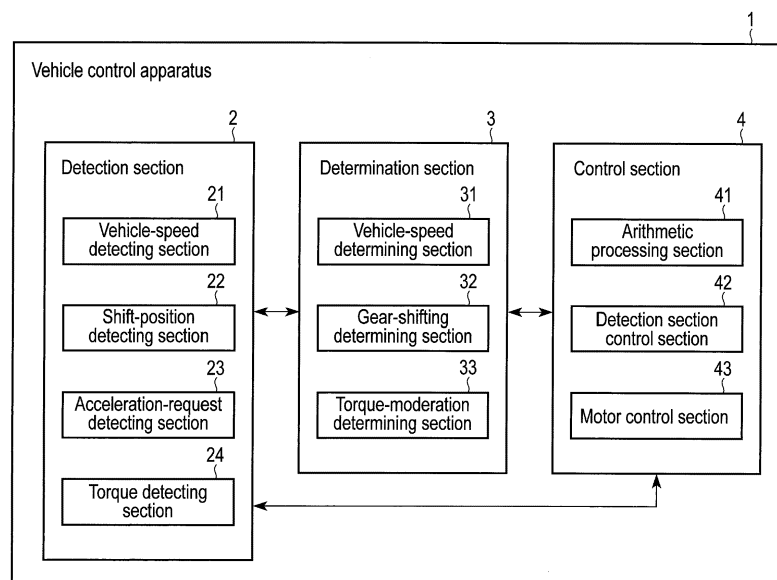 1
Vehicle control apparatus
2
Detection section
21
Vehicle-speed
detecting section
22
Shift-position
detecting section
23
Acceleration-request
detecting section
24
Torque detecting
section
3
Determination section
31
Vehicle-speed
determining section
32
Gear-shifting
determining section
33
Torque-moderation
determining section
4
Control section
41
Arithmetic
processing section
42
Detection section
control section
43
Motor control section